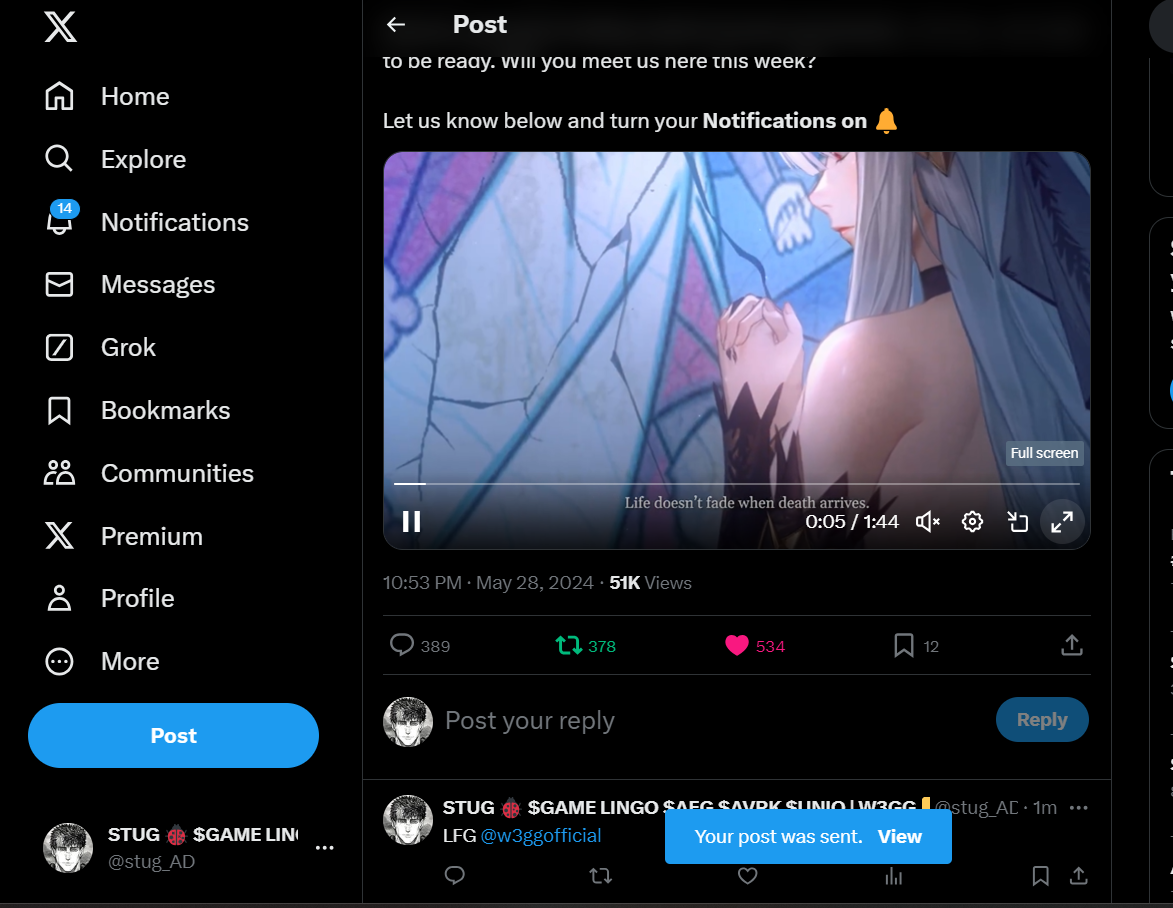 Post
Home
Explore
14
Notifications
Messages
Grok
Bookmarks
Communities
Premium
Profile
More
Post
STUG 🐞 $GAME LIN
@stug_AD
to be ready. Will you meet us here this week?
Let us know below and turn your Notifications on 🔔
Full screen
Life doesn't fade when death arrives.
0:05 / 1:44
10:53 PM · May 28, 2024 · 51K Views
389 378 534 12
Post your reply
Reply
STUG 🐞 $GAME LINGO $AEG $AVRK $UNIO | W3GG @stug_AD · 1m
LFG @w3ggofficial
Your post was sent. View